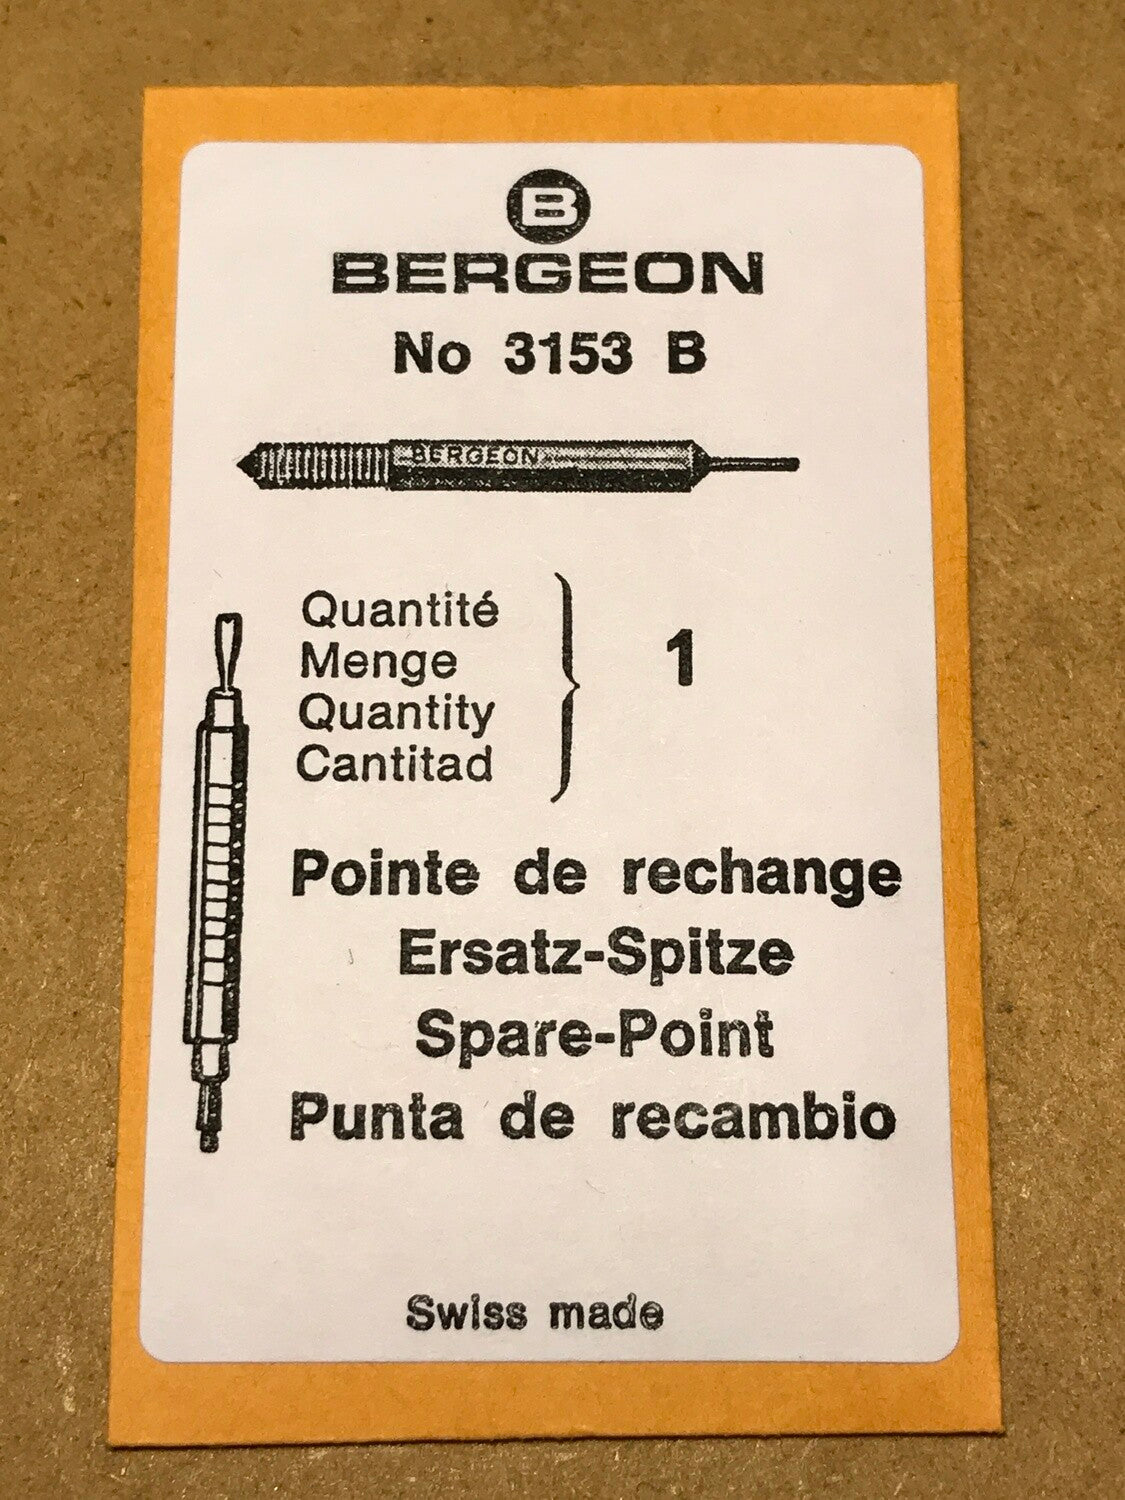 B
BERGEON
No 3153 B
BERGEON
Quantité
Menge
Quantity
Cantitad
1
Pointe de rechange
Ersatz-Spitze
Spare-Point
Punta de recambio
Swiss made